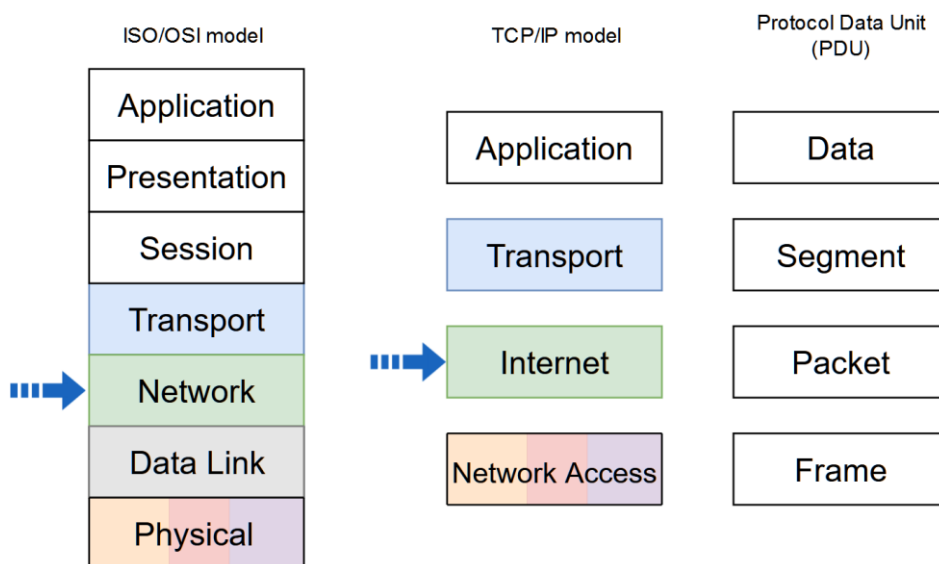 ISO/OSI model
Application
Presentation
Session
Transport
Network
Data Link
Physical
TCP/IP model
Application
Transport
Internet
Network Access
Protocol Data Unit
(PDU)
Data
Segment
Packet
Frame